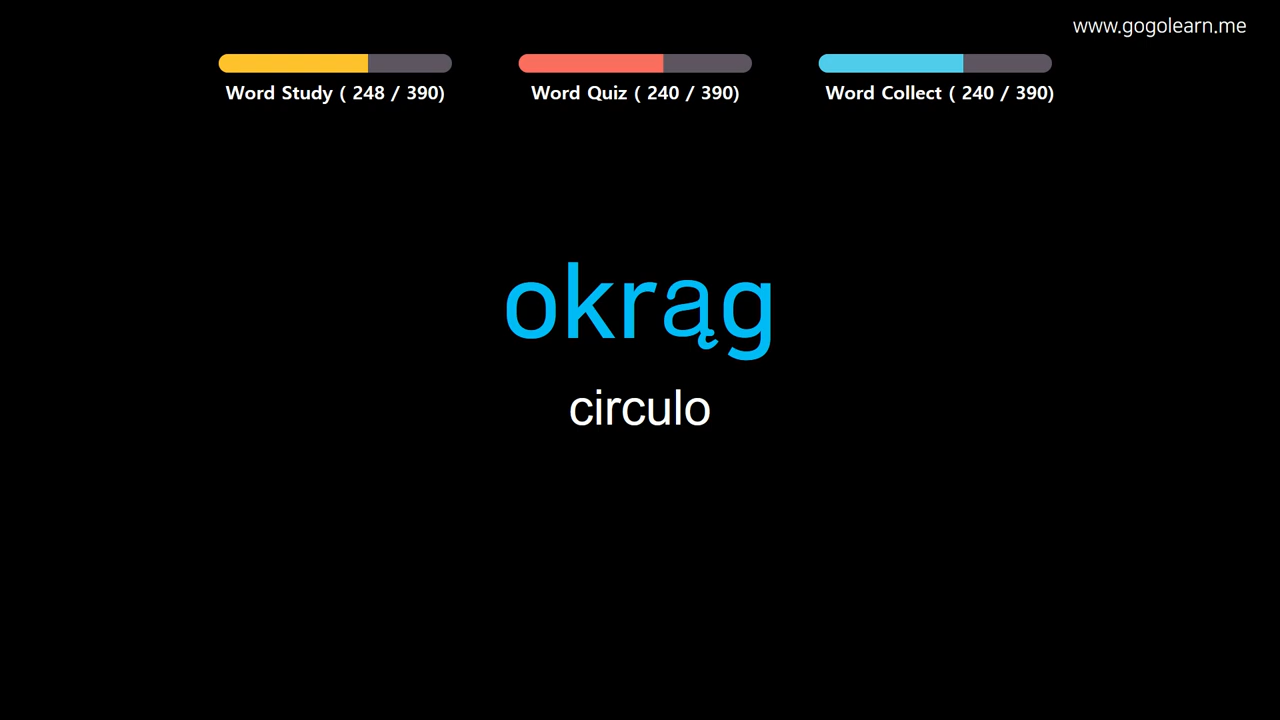 www.gogolearn.me
Word Study ( 248 / 390)
Word Quiz ( 240 / 390)
Word Collect ( 240 / 390)
okrąg
circulo